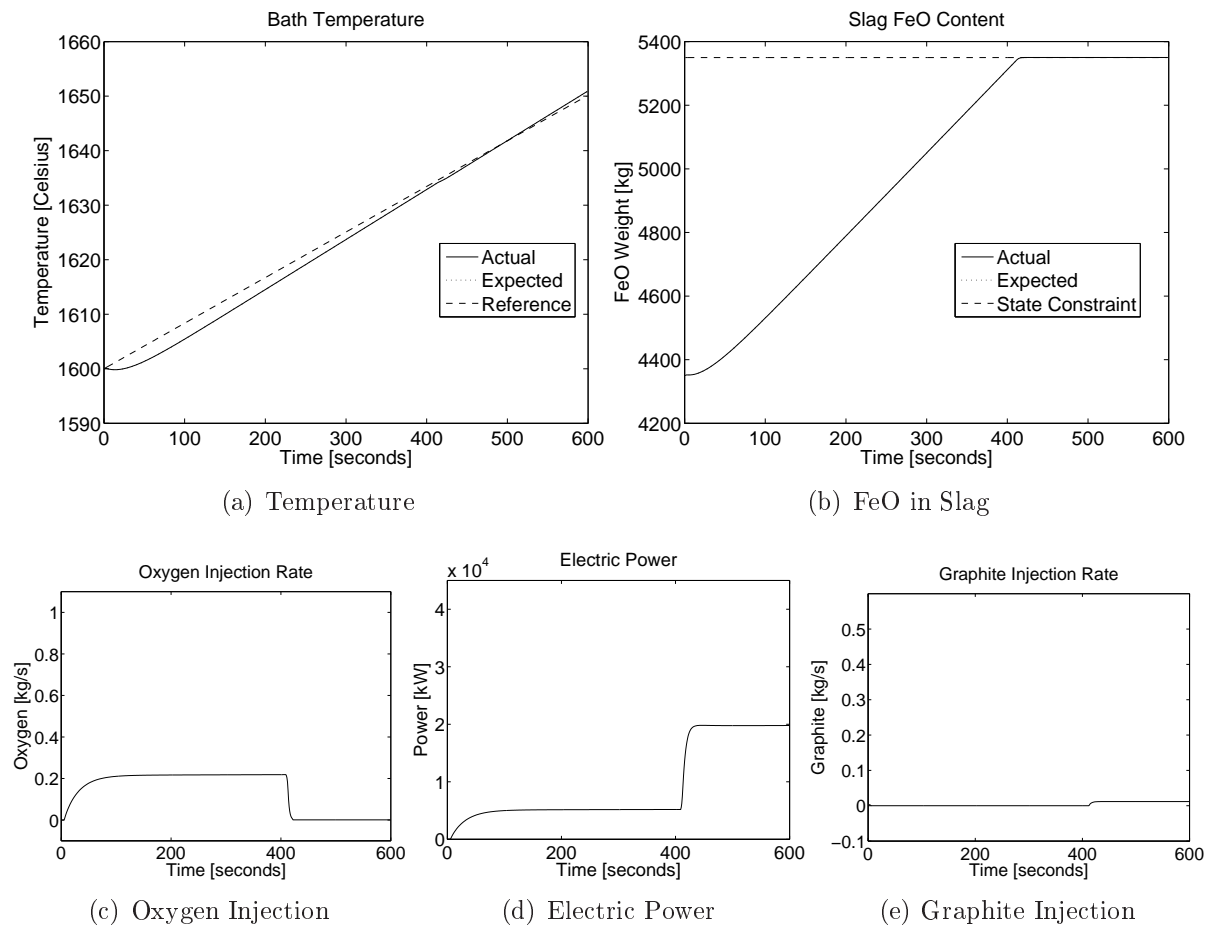 Bath Temperature
1660
1650
1640
1630
1620
1610
1600
1590
Temperature [Celsius]
Actual
Expected
Reference
0 100 200 300 400 500 600
Time [seconds]
(a) Temperature
Slag FeO Content
5400
5200
5000
4800
4600
4400
4200
FeO Weight [kg]
Actual
Expected
State Constraint
0 100 200 300 400 500 600
Time [seconds]
(b) FeO in Slag
Oxygen Injection Rate
1
0.8
0.6
0.4
0.2
0
Oxygen [kg/s]
0 200 400 600
Time [seconds]
(c) Oxygen Injection
Electric Power
x 10^4
4
3
2
1
0
Power [kW]
0 200 400 600
Time [seconds]
(d) Electric Power
Graphite Injection Rate
0.5
0.4
0.3
0.2
0.1
0
−0.1
Graphite [kg/s]
0 200 400 600
Time [seconds]
(e) Graphite Injection